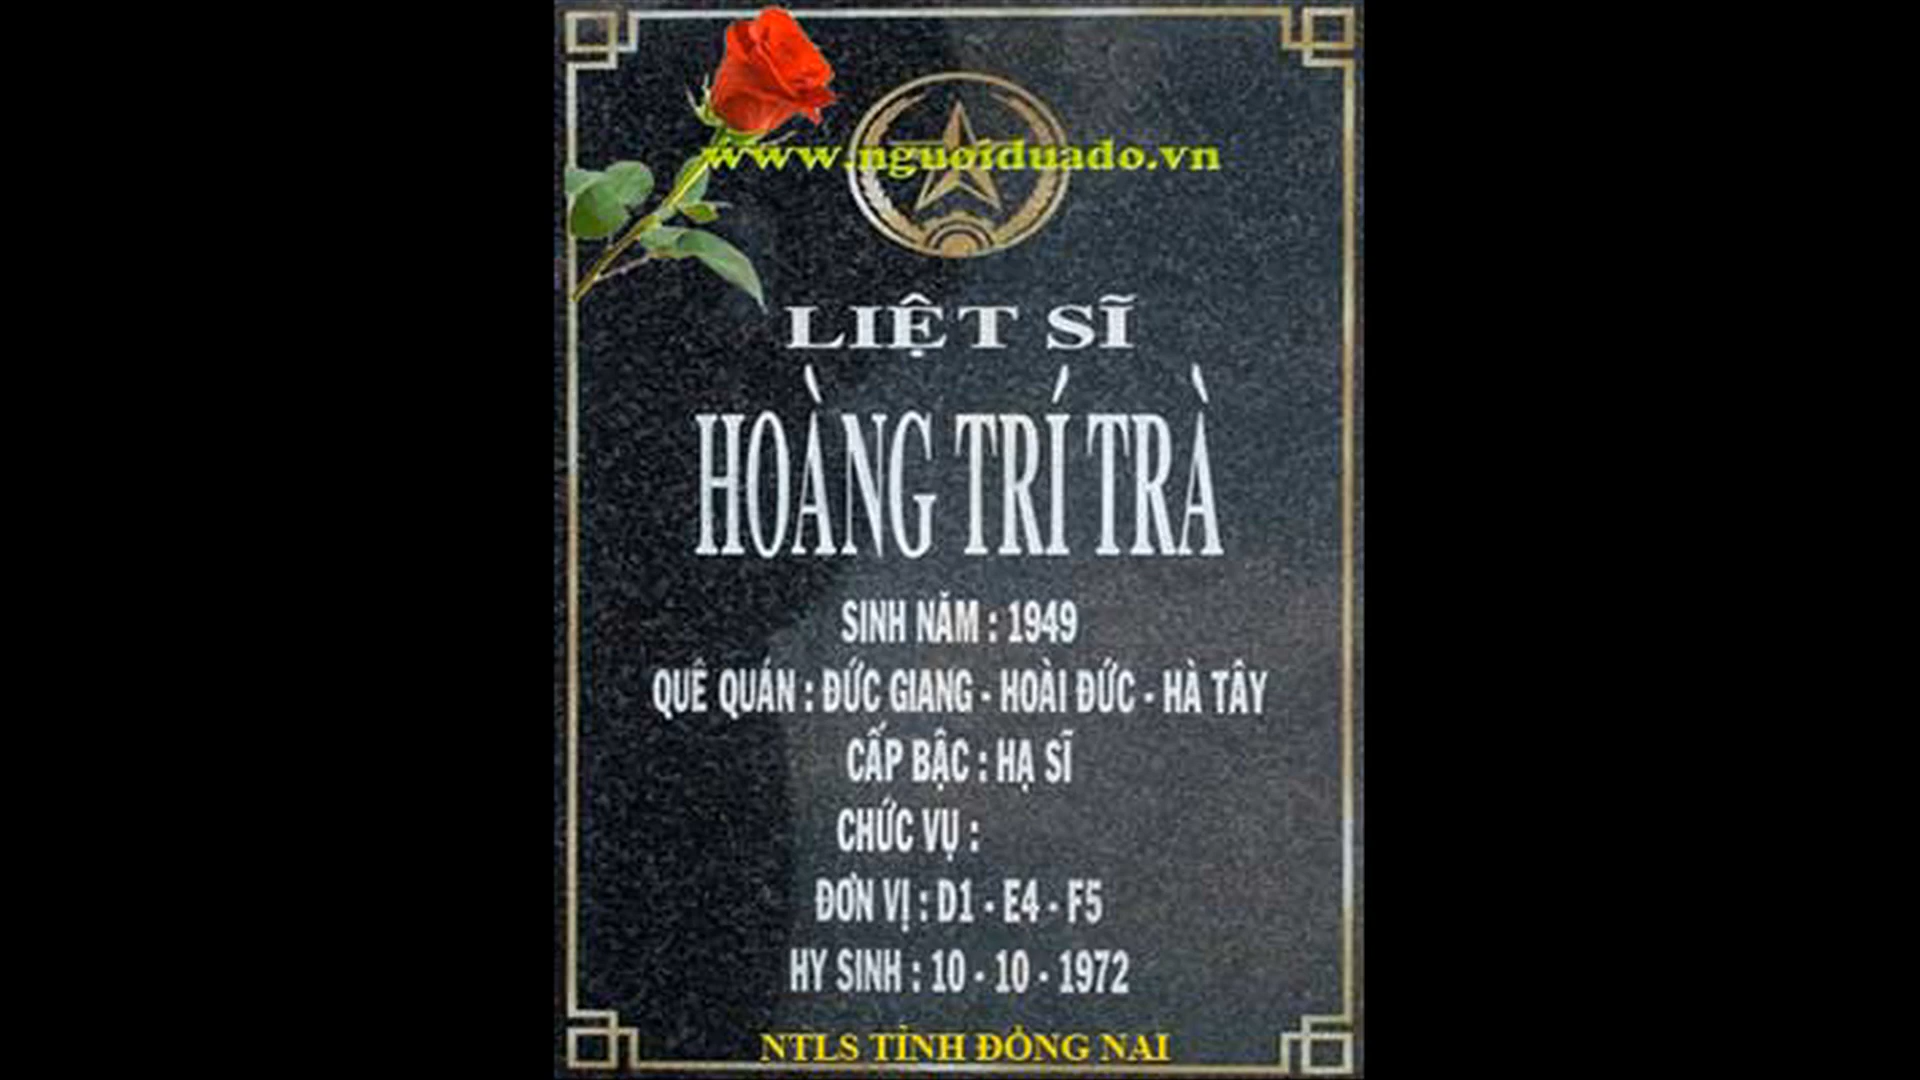 www.nguoiduado.vn
LIỆT SĨ
HOÀNG TRÍ TRÀ
SINH NĂM : 1949
QUÊ QUÁN : ĐỨC GIANG - HOÀI ĐỨC - HÀ TÂY
CẤP BẬC : HẠ SĨ
CHỨC VỤ :
ĐƠN VỊ : D1 - E4 - F5
HY SINH : 10 - 10 - 1972
NTLS TỈNH ĐỒNG NAI